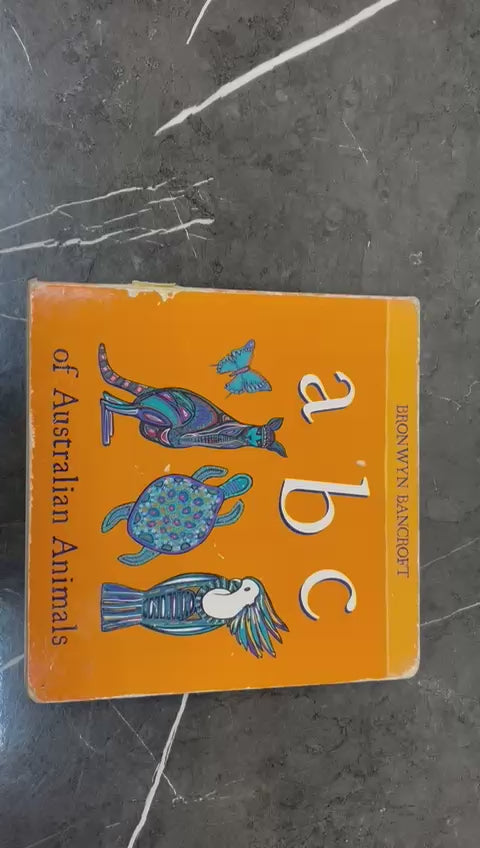 BRONWYN BANCROFT
a b c
of Australian Animals